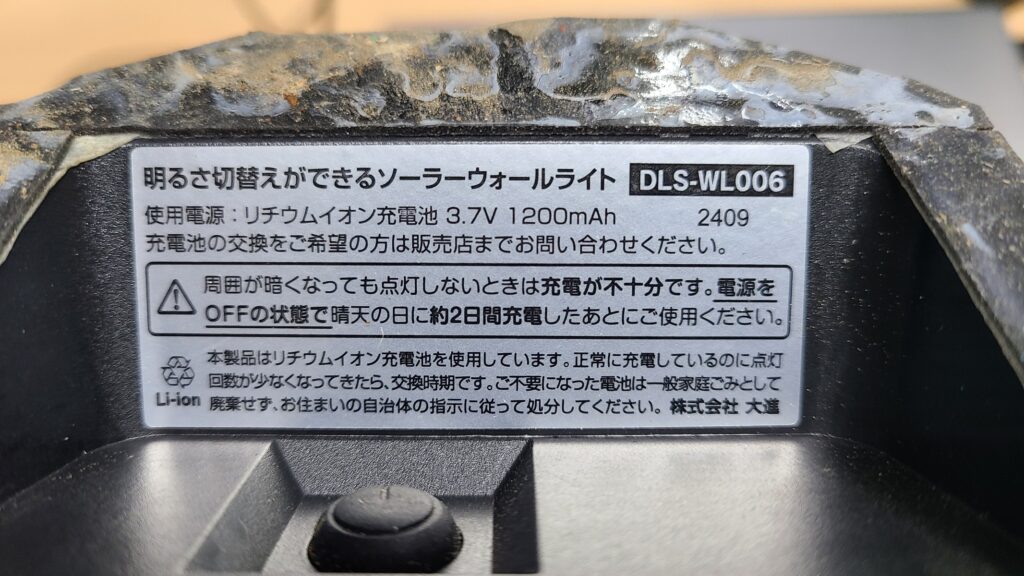 明るさ切替えができるソーラーウォールライト DLS-WL006
使用電源：リチウムイオン充電池 3.7V 1200mAh 2409
充電池の交換をご希望の方は販売店までお問い合わせください。
周囲が暗くなっても点灯しないときは充電が不十分です。電源を
OFFの状態で晴天の日に約2日間充電したあとにご使用ください。
本製品はリチウムイオン充電池を使用しています。正常に充電しているのに点灯
回数が少なくなってきたら、交換時期です。ご不要になった電池は一般家庭ごみとして
Li-ion 廃棄せず、お住まいの自治体の指示に従って処分してください。 株式会社 大進